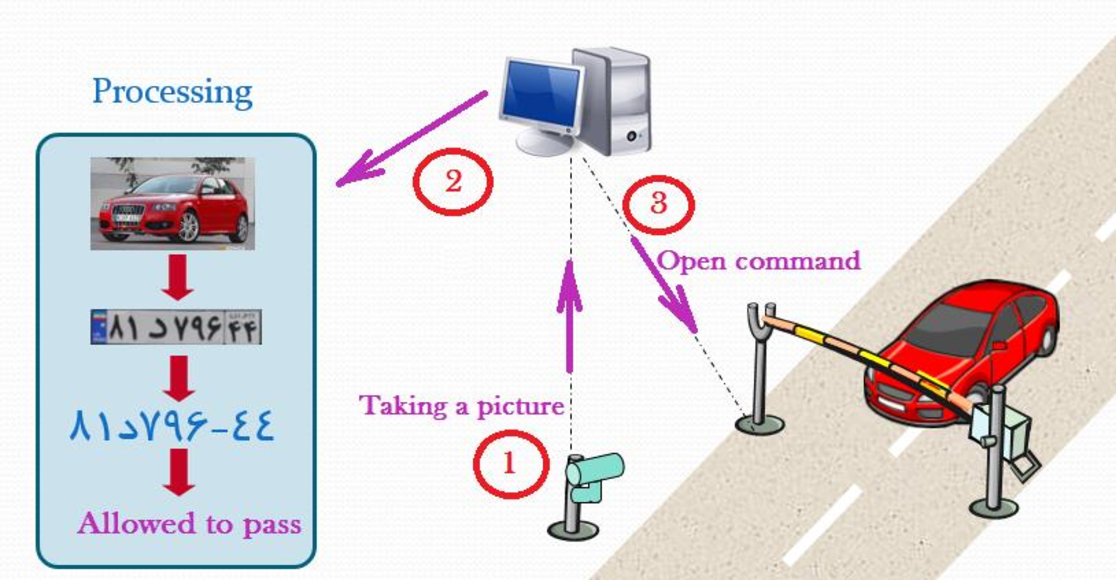 Processing
۸۱ د ۷۹۶ ۴۴
۸۱د۷۹۶-٤٤
Allowed to pass
2
3
Open command
Taking a picture
1